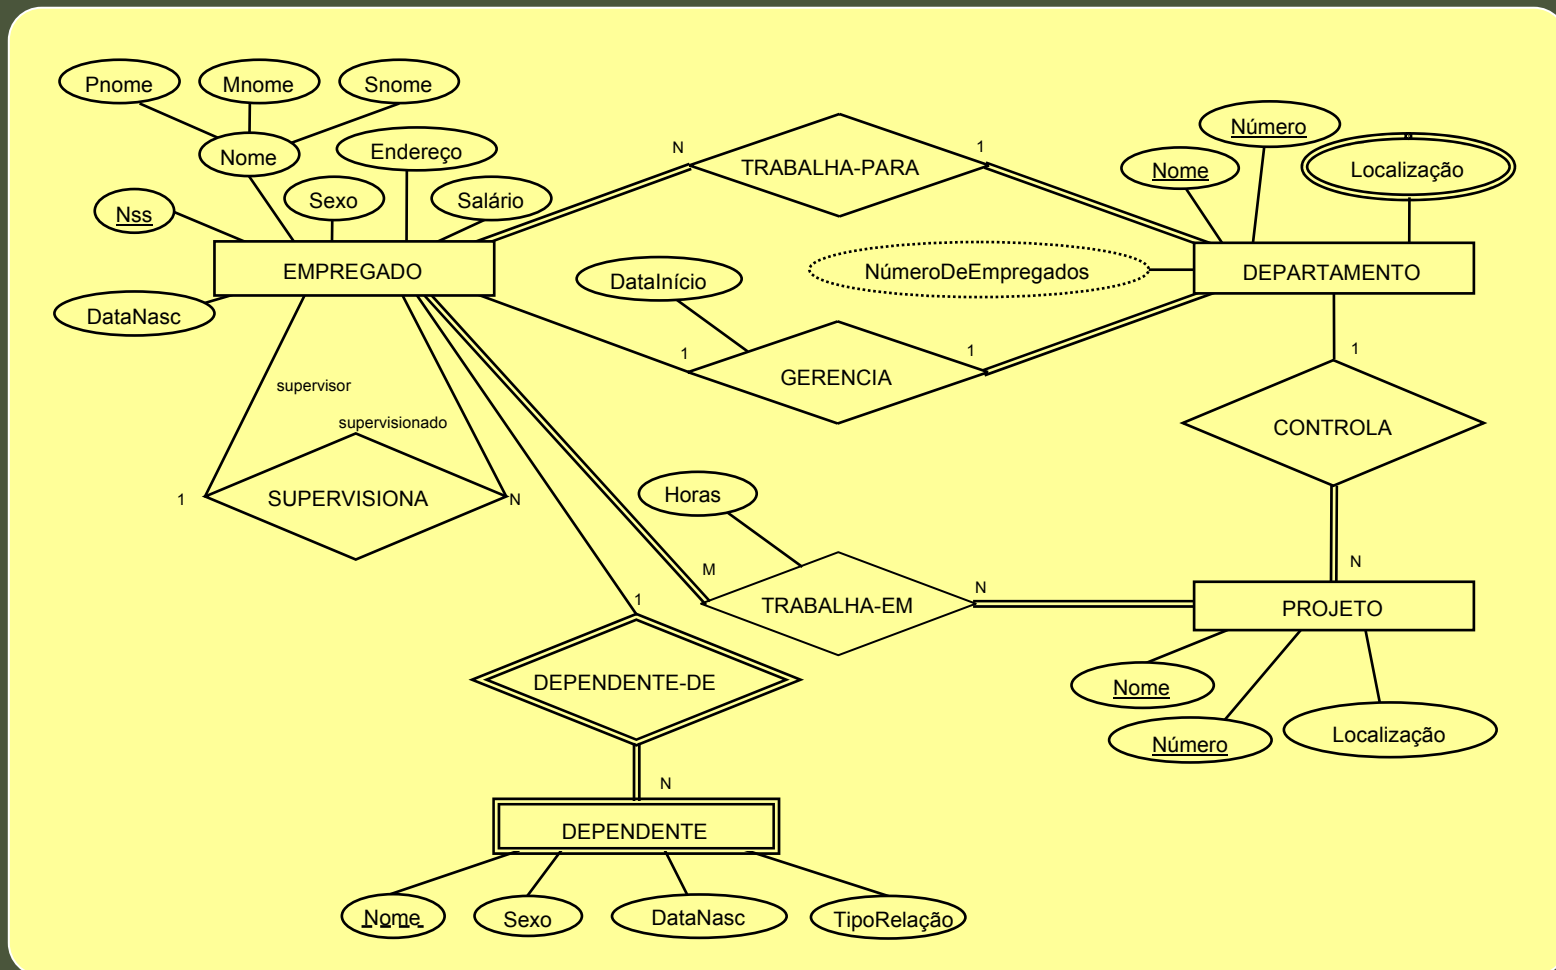 Pnome
Mnome
Snome
Nome
Endereço
Nss
Sexo
Salário
EMPREGADO
DataNasc
N
TRABALHA-PARA
1
Nome
Número
Localização
NúmeroDeEmpregados
DEPARTAMENTO
DataInício
1
GERENCIA
1
supervisor
supervisionado
1
SUPERVISIONA
N
1
CONTROLA
N
Horas
M
TRABALHA-EM
N
PROJETO
Nome
Número
Localização
1
DEPENDENTE-DE
N
DEPENDENTE
Nome
Sexo
DataNasc
TipoRelação